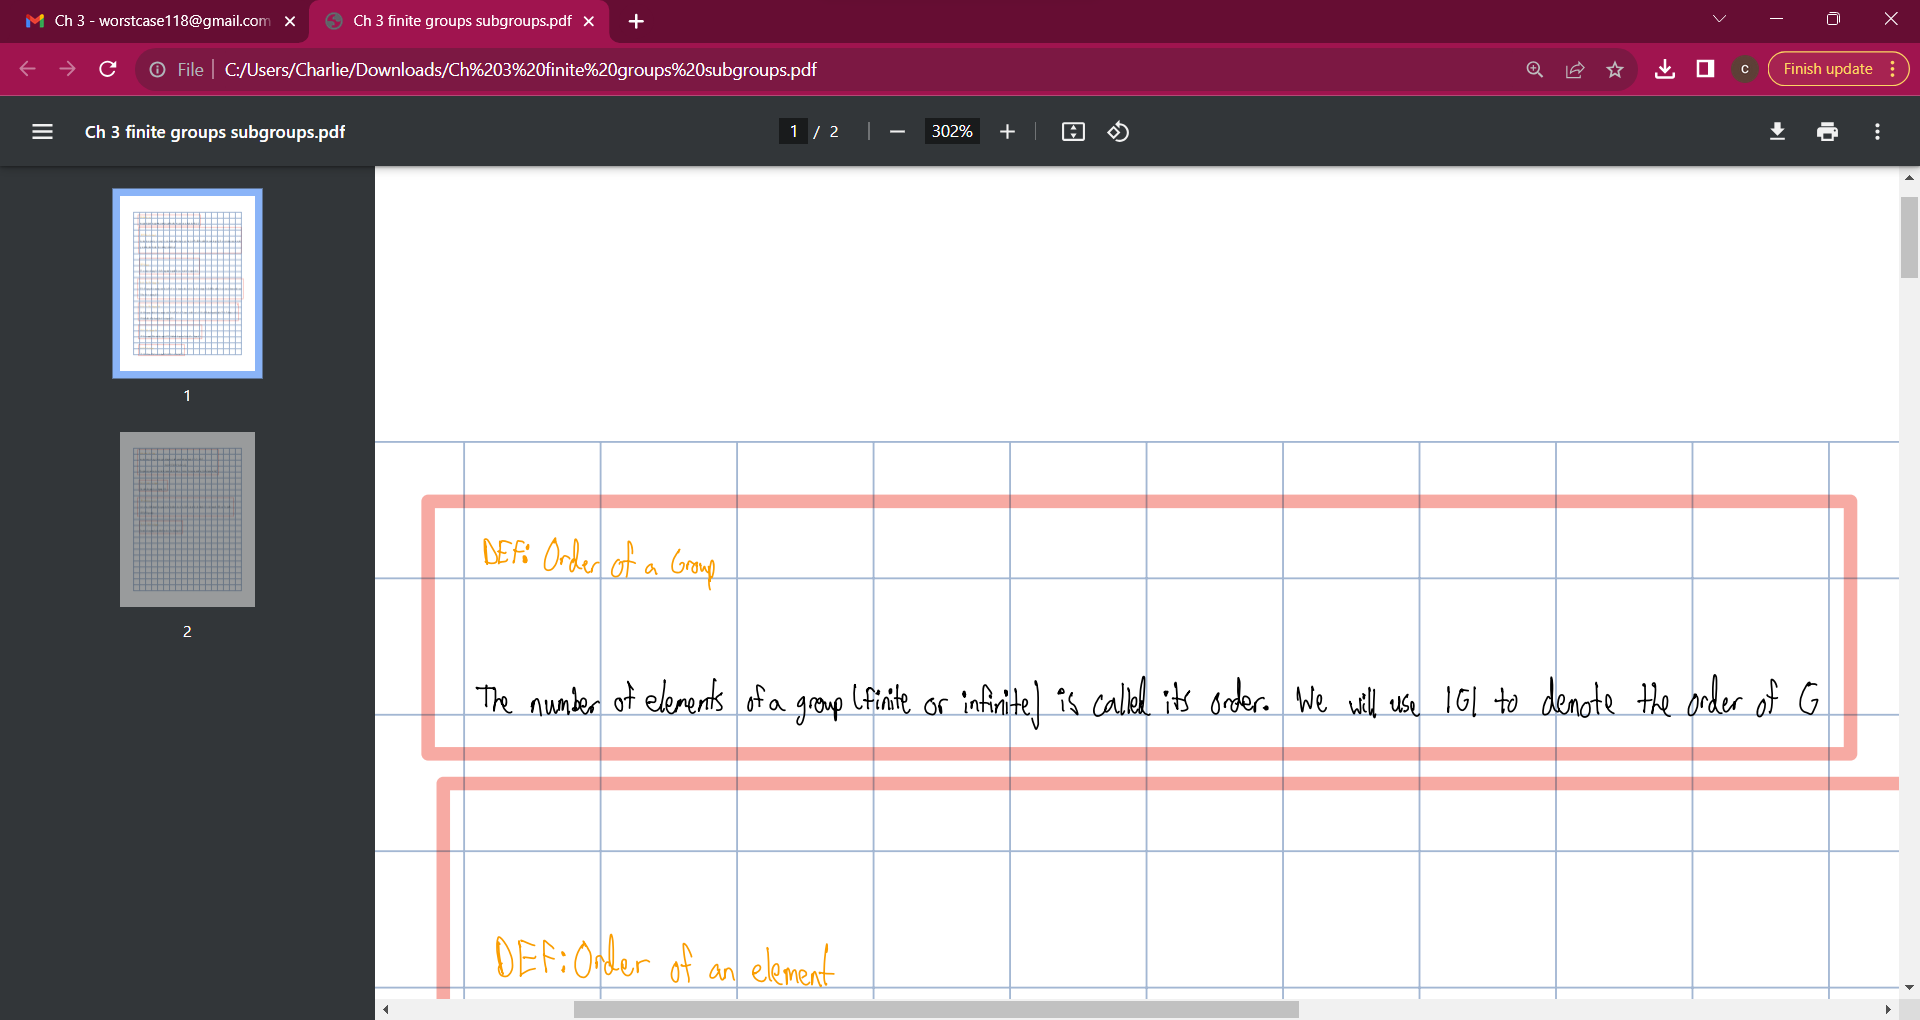 Ch 3 - worstcase118@gmail.com
Ch 3 finite groups subgroups.pdf
File
C:/Users/Charlie/Downloads/Ch%203%20finite%20groups%20subgroups.pdf
C
Finish update
Ch 3 finite groups subgroups.pdf
1 / 2
302%
1
2
DEF: Order of a Group
The number of elements of a group (finite or infinite) is called its order. We will use |G| to denote the order of G
DEF: Order of an element